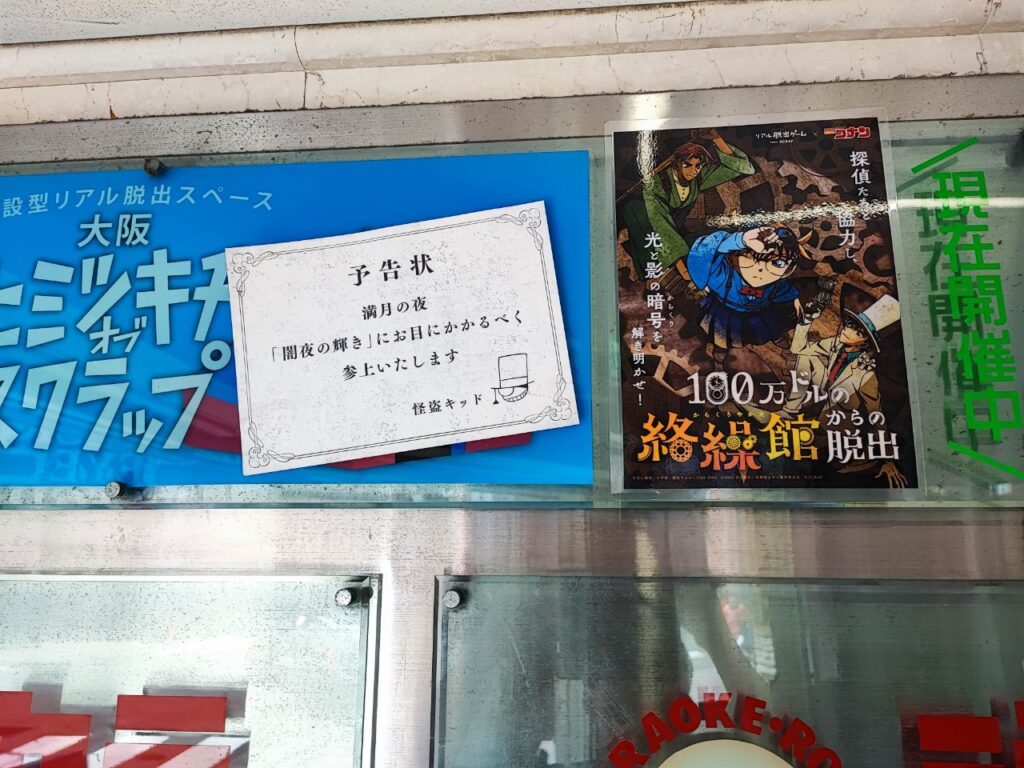 設型リアル脱出スペース
大阪
ヒミツキチ
オブ
スクラップ
予告状
満月の夜
「闇夜の輝き」にお目にかかるべく
参上いたします
怪盗キッド
リアル脱出ゲーム
×
コナン
SCRAP
探偵たちと
協力し、
光と影の暗号を
からくり
解き明かせ!
100万ドルの
からくりやかた
絡繰館
からの
脱出
現在開催中
RAOKE・RO